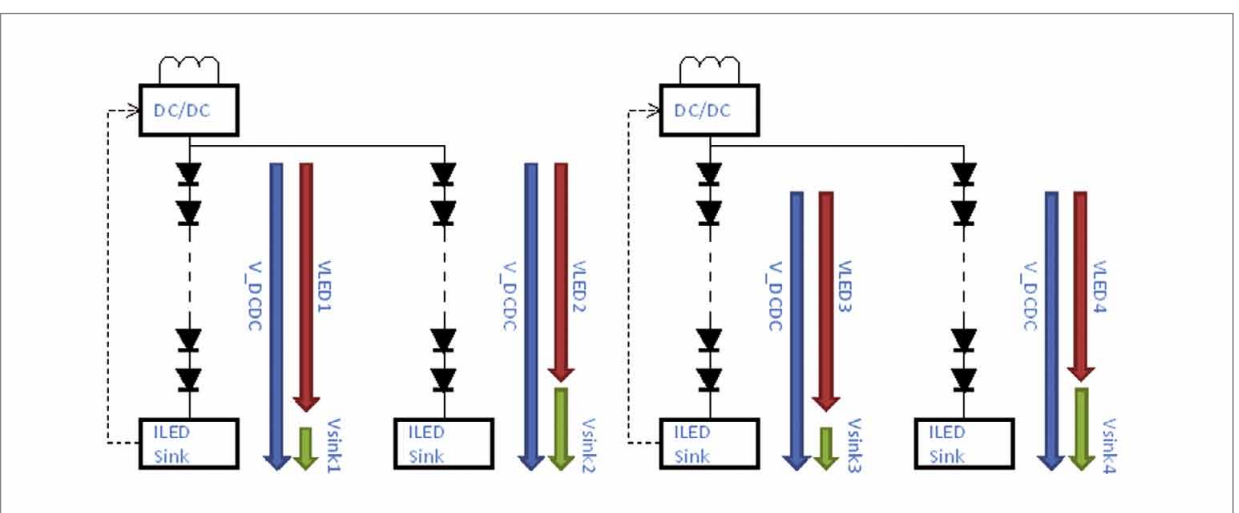 DC/DC
V_DCDC
VLED1
V_DCDC
VLED2
ILED
Sink
Vsink1
ILED
Sink
Vsink2
DC/DC
V_DCDC
VLED3
V_DCDC
VLED4
ILED
Sink
Vsink3
ILED
Sink
Vsink4